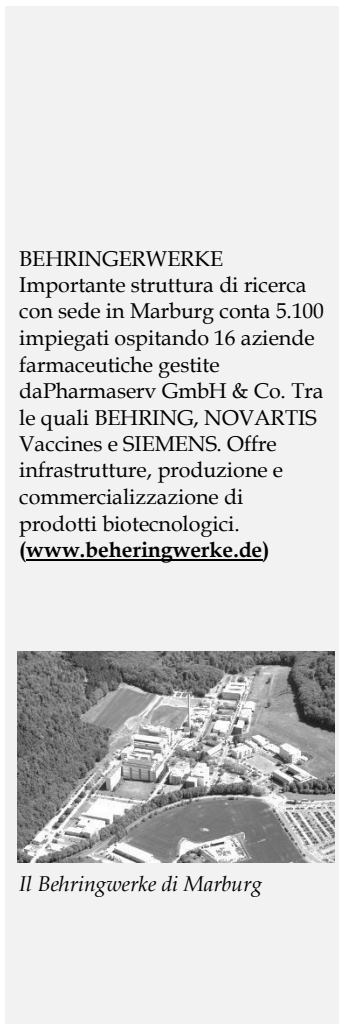 BEHRINGERWERKE
Importante struttura di ricerca
con sede in Marburg conta 5.100
impiegati ospitando 16 aziende
farmaceutiche gestite
daPharmaserv GmbH & Co. Tra
le quali BEHRING, NOVARTIS
Vaccines e SIEMENS. Offre
infrastrutture, produzione e
commercializzazione di
prodotti biotecnologici.
(www.beheringwerke.de)
Il Behringwerke di Marburg